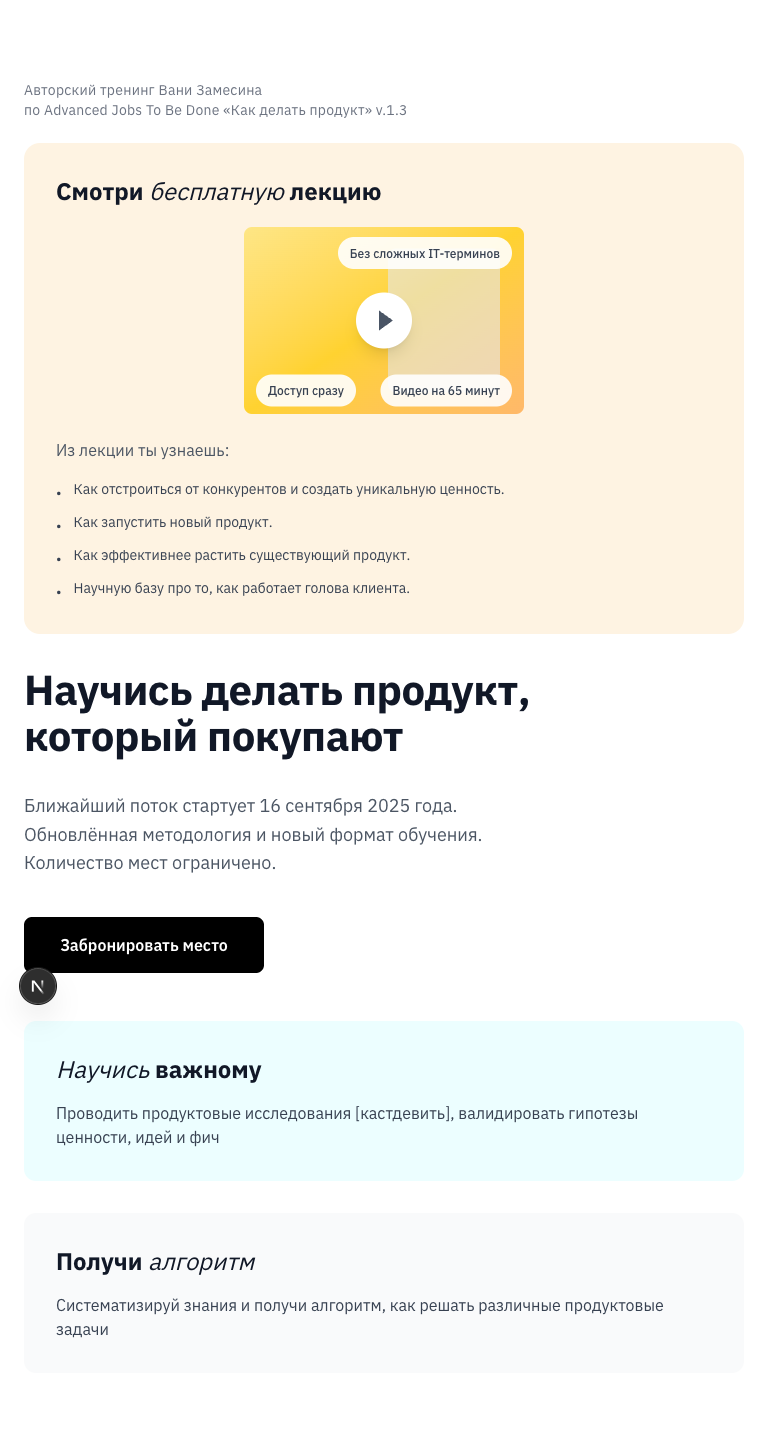 Авторский тренинг Вани Замесина
по Advanced Jobs To Be Done «Как делать продукт» v.1.3
Смотри бесплатную лекцию
Без сложных IT-терминов
Доступ сразу
Видео на 65 минут
Из лекции ты узнаешь:
• Как отстроиться от конкурентов и создать уникальную ценность.
• Как запустить новый продукт.
• Как эффективнее растить существующий продукт.
• Научную базу про то, как работает голова клиента.
Научись делать продукт,
который покупают
Ближайший поток стартует 16 сентября 2025 года.
Обновлённая методология и новый формат обучения.
Количество мест ограничено.
Забронировать место
N
Научись важному
Проводить продуктовые исследования [кастдевить], валидировать гипотезы
ценности, идей и фич
Получи алгоритм
Систематизируй знания и получи алгоритм, как решать различные продуктовые
задачи